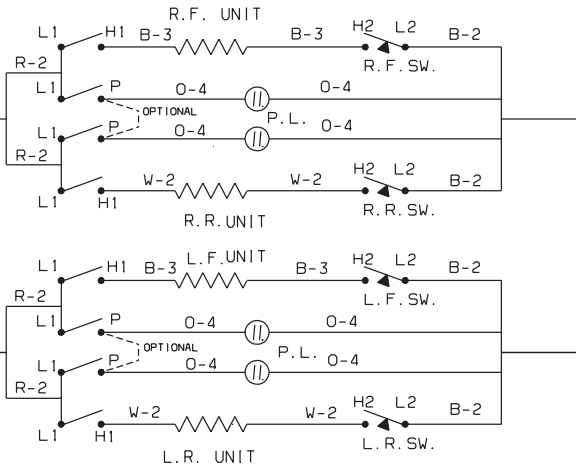 R.F. UNIT
L1 H1 B-3 B-3 H2 L2 B-2
R-2 R.F.SW.
L1 P O-4 O-4
OPTIONAL
P.L.
L1 P O-4 O-4
R-2
W-2 W-2 H2 L2 B-2
L1 H1 R.R.SW.
R.R.UNIT
L.F.UNIT
L1 H1 B-3 B-3 H2 L2 B-2
R-2 L.F.SW.
L1 P O-4 O-4
OPTIONAL
P.L.
L1 P O-4 O-4
R-2
W-2 W-2 H2 L2 B-2
L1 H1 L.R.SW.
L.R. UNIT